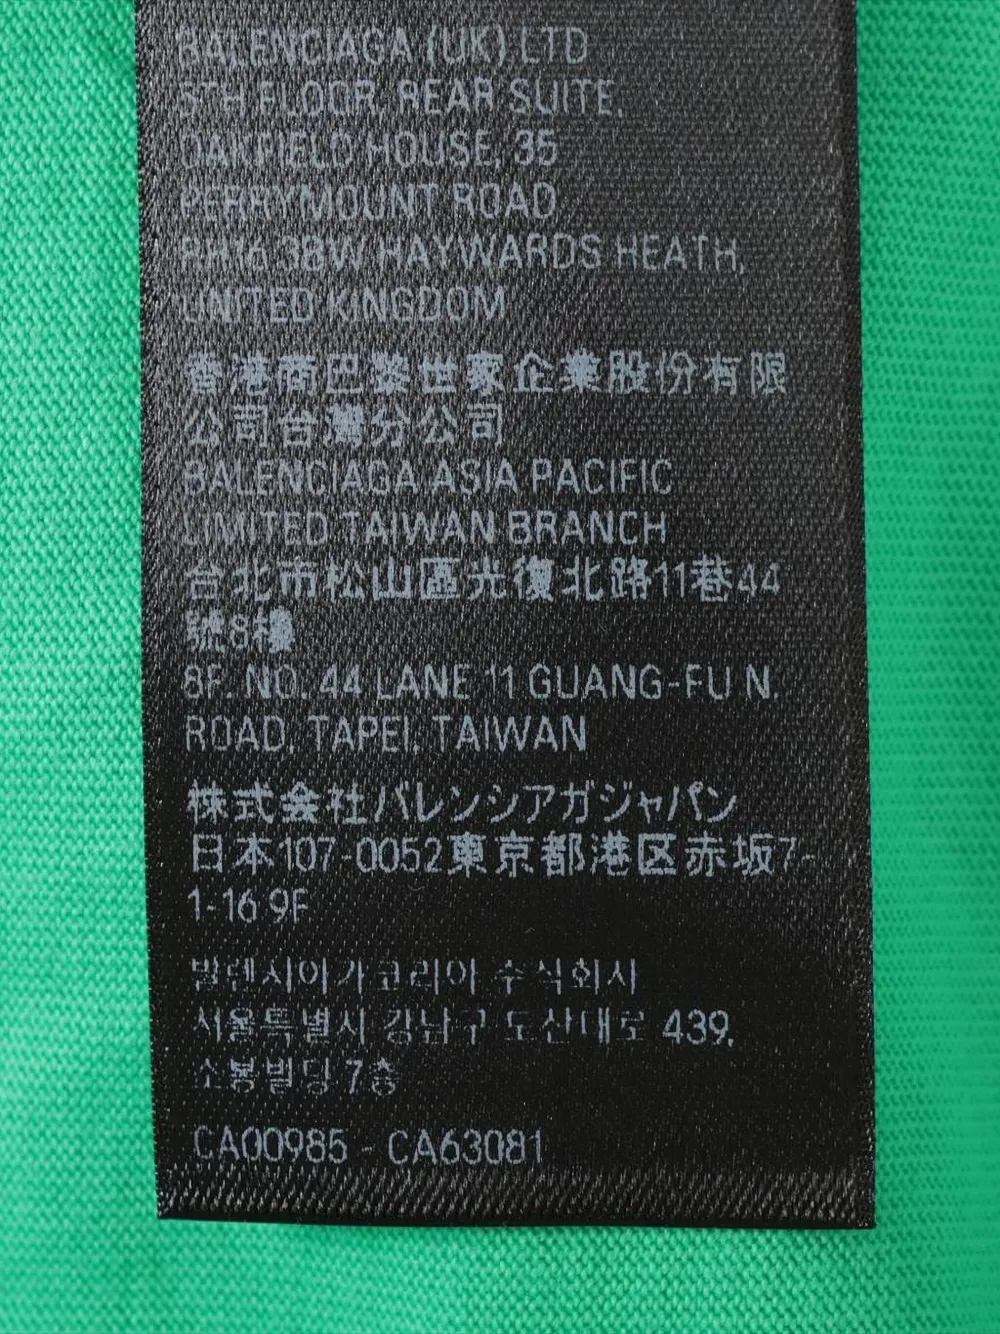 BALENCIAGA (UK) LTD
5TH FLOOR, REAR SUITE,
OAKFIELD HOUSE, 35
PERRYMOUNT ROAD
RH16 3BW HAYWARDS HEATH,
UNITED KINGDOM
香港商巴黎世家企業股份有限
公司台灣分公司
BALENCIAGA ASIA PACIFIC
LIMITED TAIWAN BRANCH
台北市松山區光復北路11巷44
號8樓
8F. NO. 44 LANE 11 GUANG-FU N.
ROAD, TAPEI, TAIWAN
株式会社バレンシアガジャパン
日本107-0052東京都港区赤坂7-
1-16 9F
발렌시아가코리아 주식회사
서울특별시 강남구 도산대로 439,
소봉빌딩 7층
CA00985 - CA63081